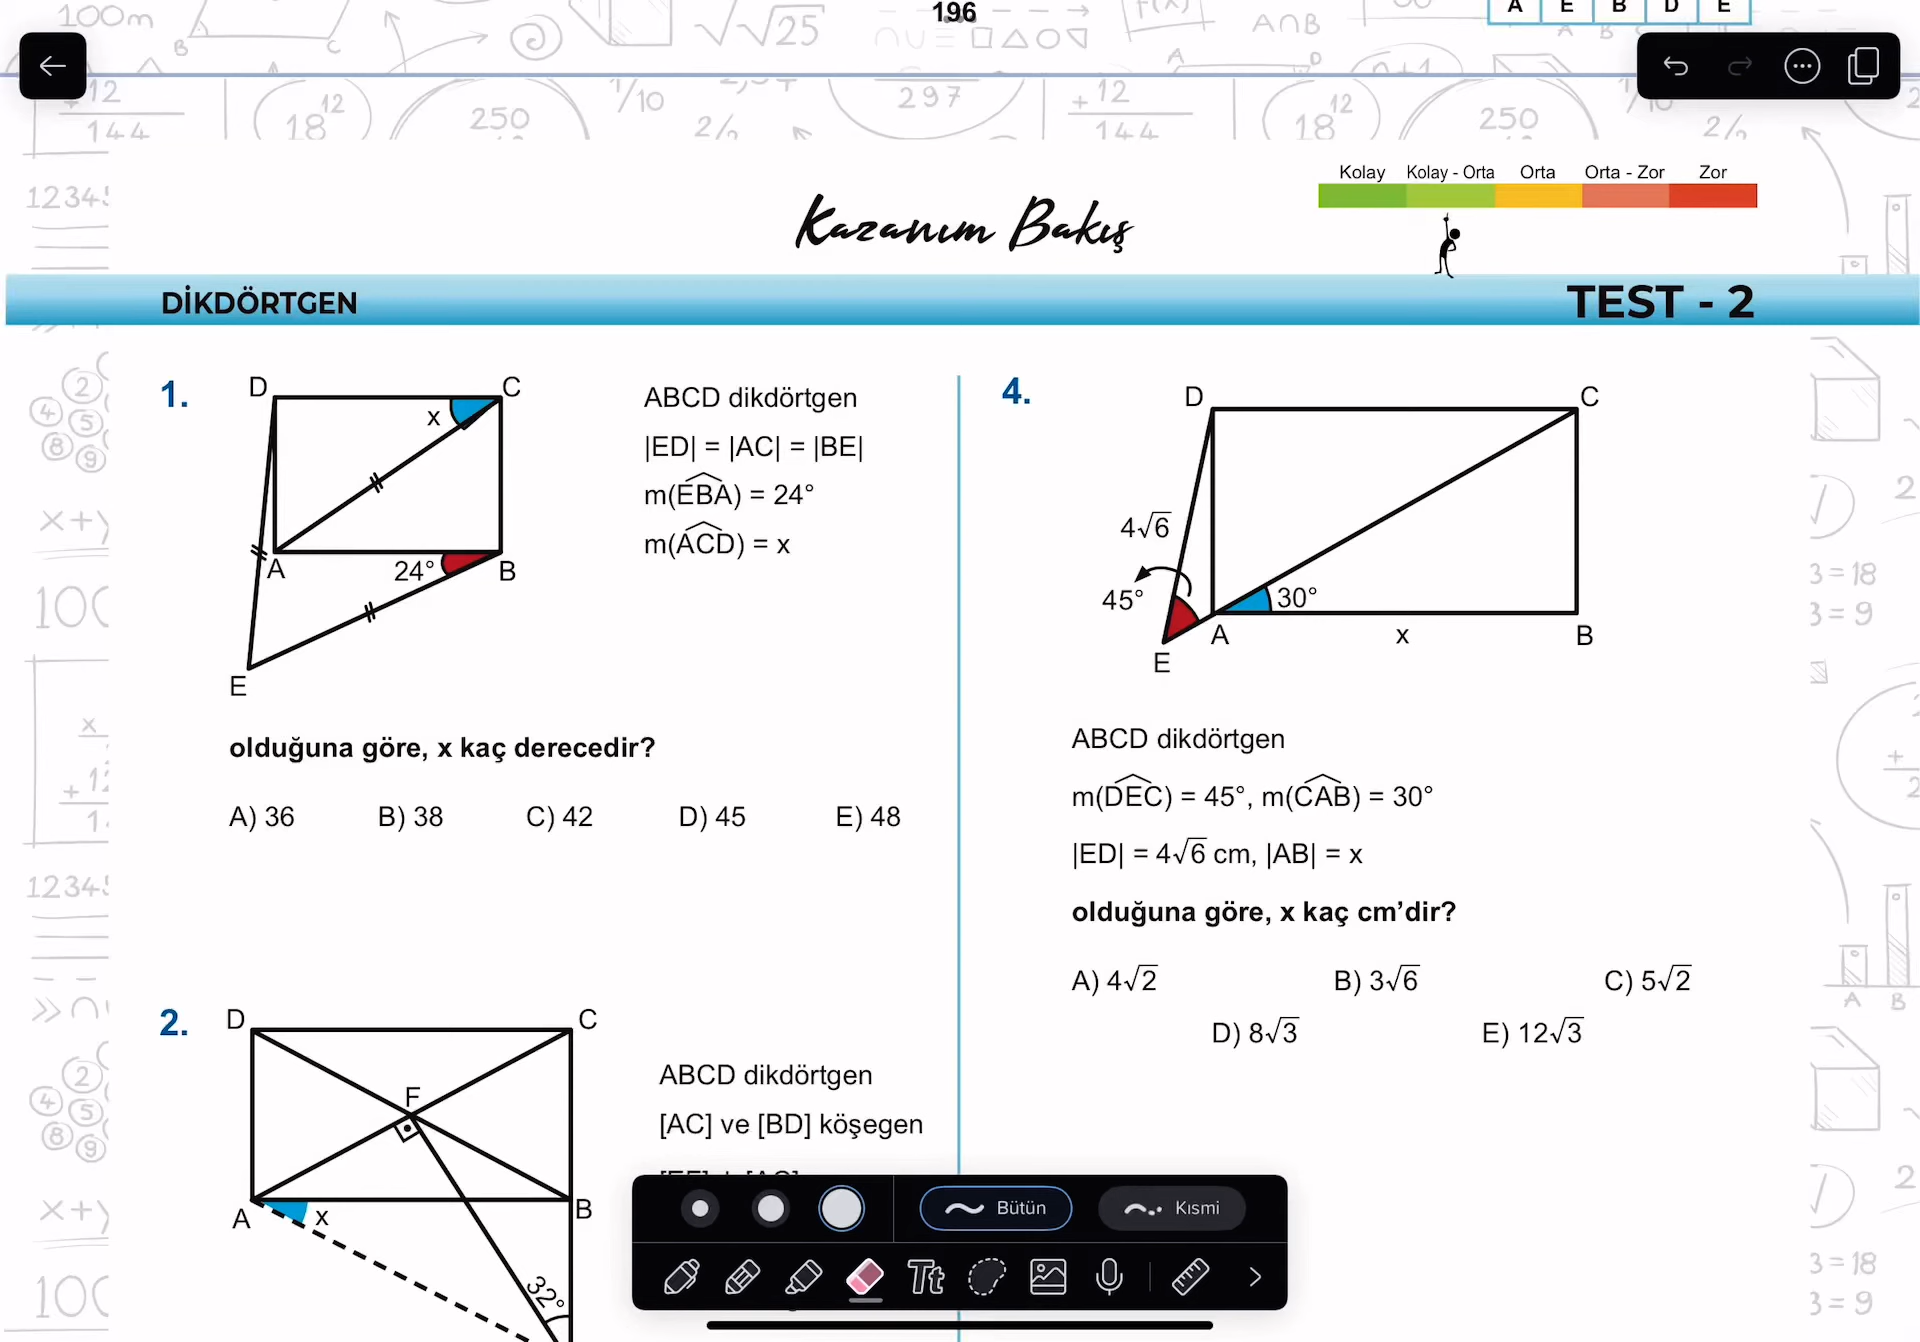 196
A E B D E
Kolay Kolay - Orta Orta Orta - Zor Zor
Kazanım Bakış
DİKDÖRTGEN
TEST - 2
1.
D
C
x
A
24°
B
E
ABCD dikdörtgen
|ED| = |AC| = |BE|
m(EBA) = 24°
m(ACD) = x
olduğuna göre, x kaç derecedir?
A) 36 B) 38 C) 42 D) 45 E) 48
2.
D
C
F
A
x
B
32°
ABCD dikdörtgen
[AC] ve [BD] köşegen
4.
D
C
4√6
45°
30°
E
A
x
B
ABCD dikdörtgen
m(DEC) = 45°, m(CAB) = 30°
|ED| = 4√6 cm, |AB| = x
olduğuna göre, x kaç cm’dir?
A) 4√2 B) 3√6 C) 5√2
D) 8√3 E) 12√3
Bütün
Kısmi
Tt